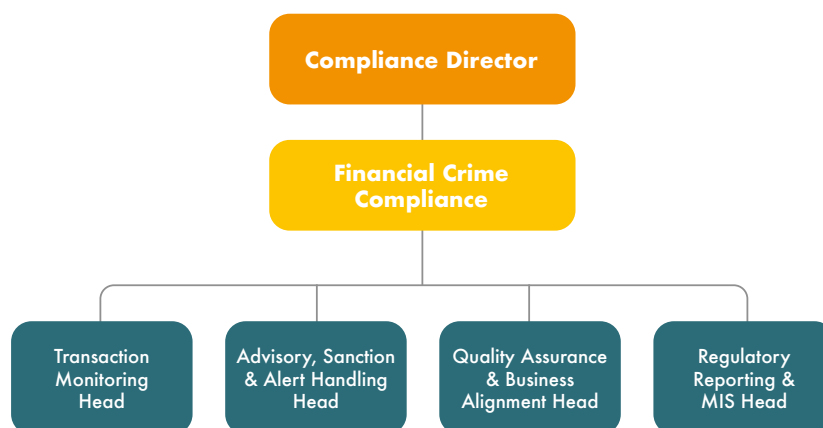 Compliance Director
Financial Crime
Compliance
Transaction
Monitoring
Head
Advisory, Sanction
& Alert Handling
Head
Quality Assurance
& Business
Alignment Head
Regulatory
Reporting &
MIS Head